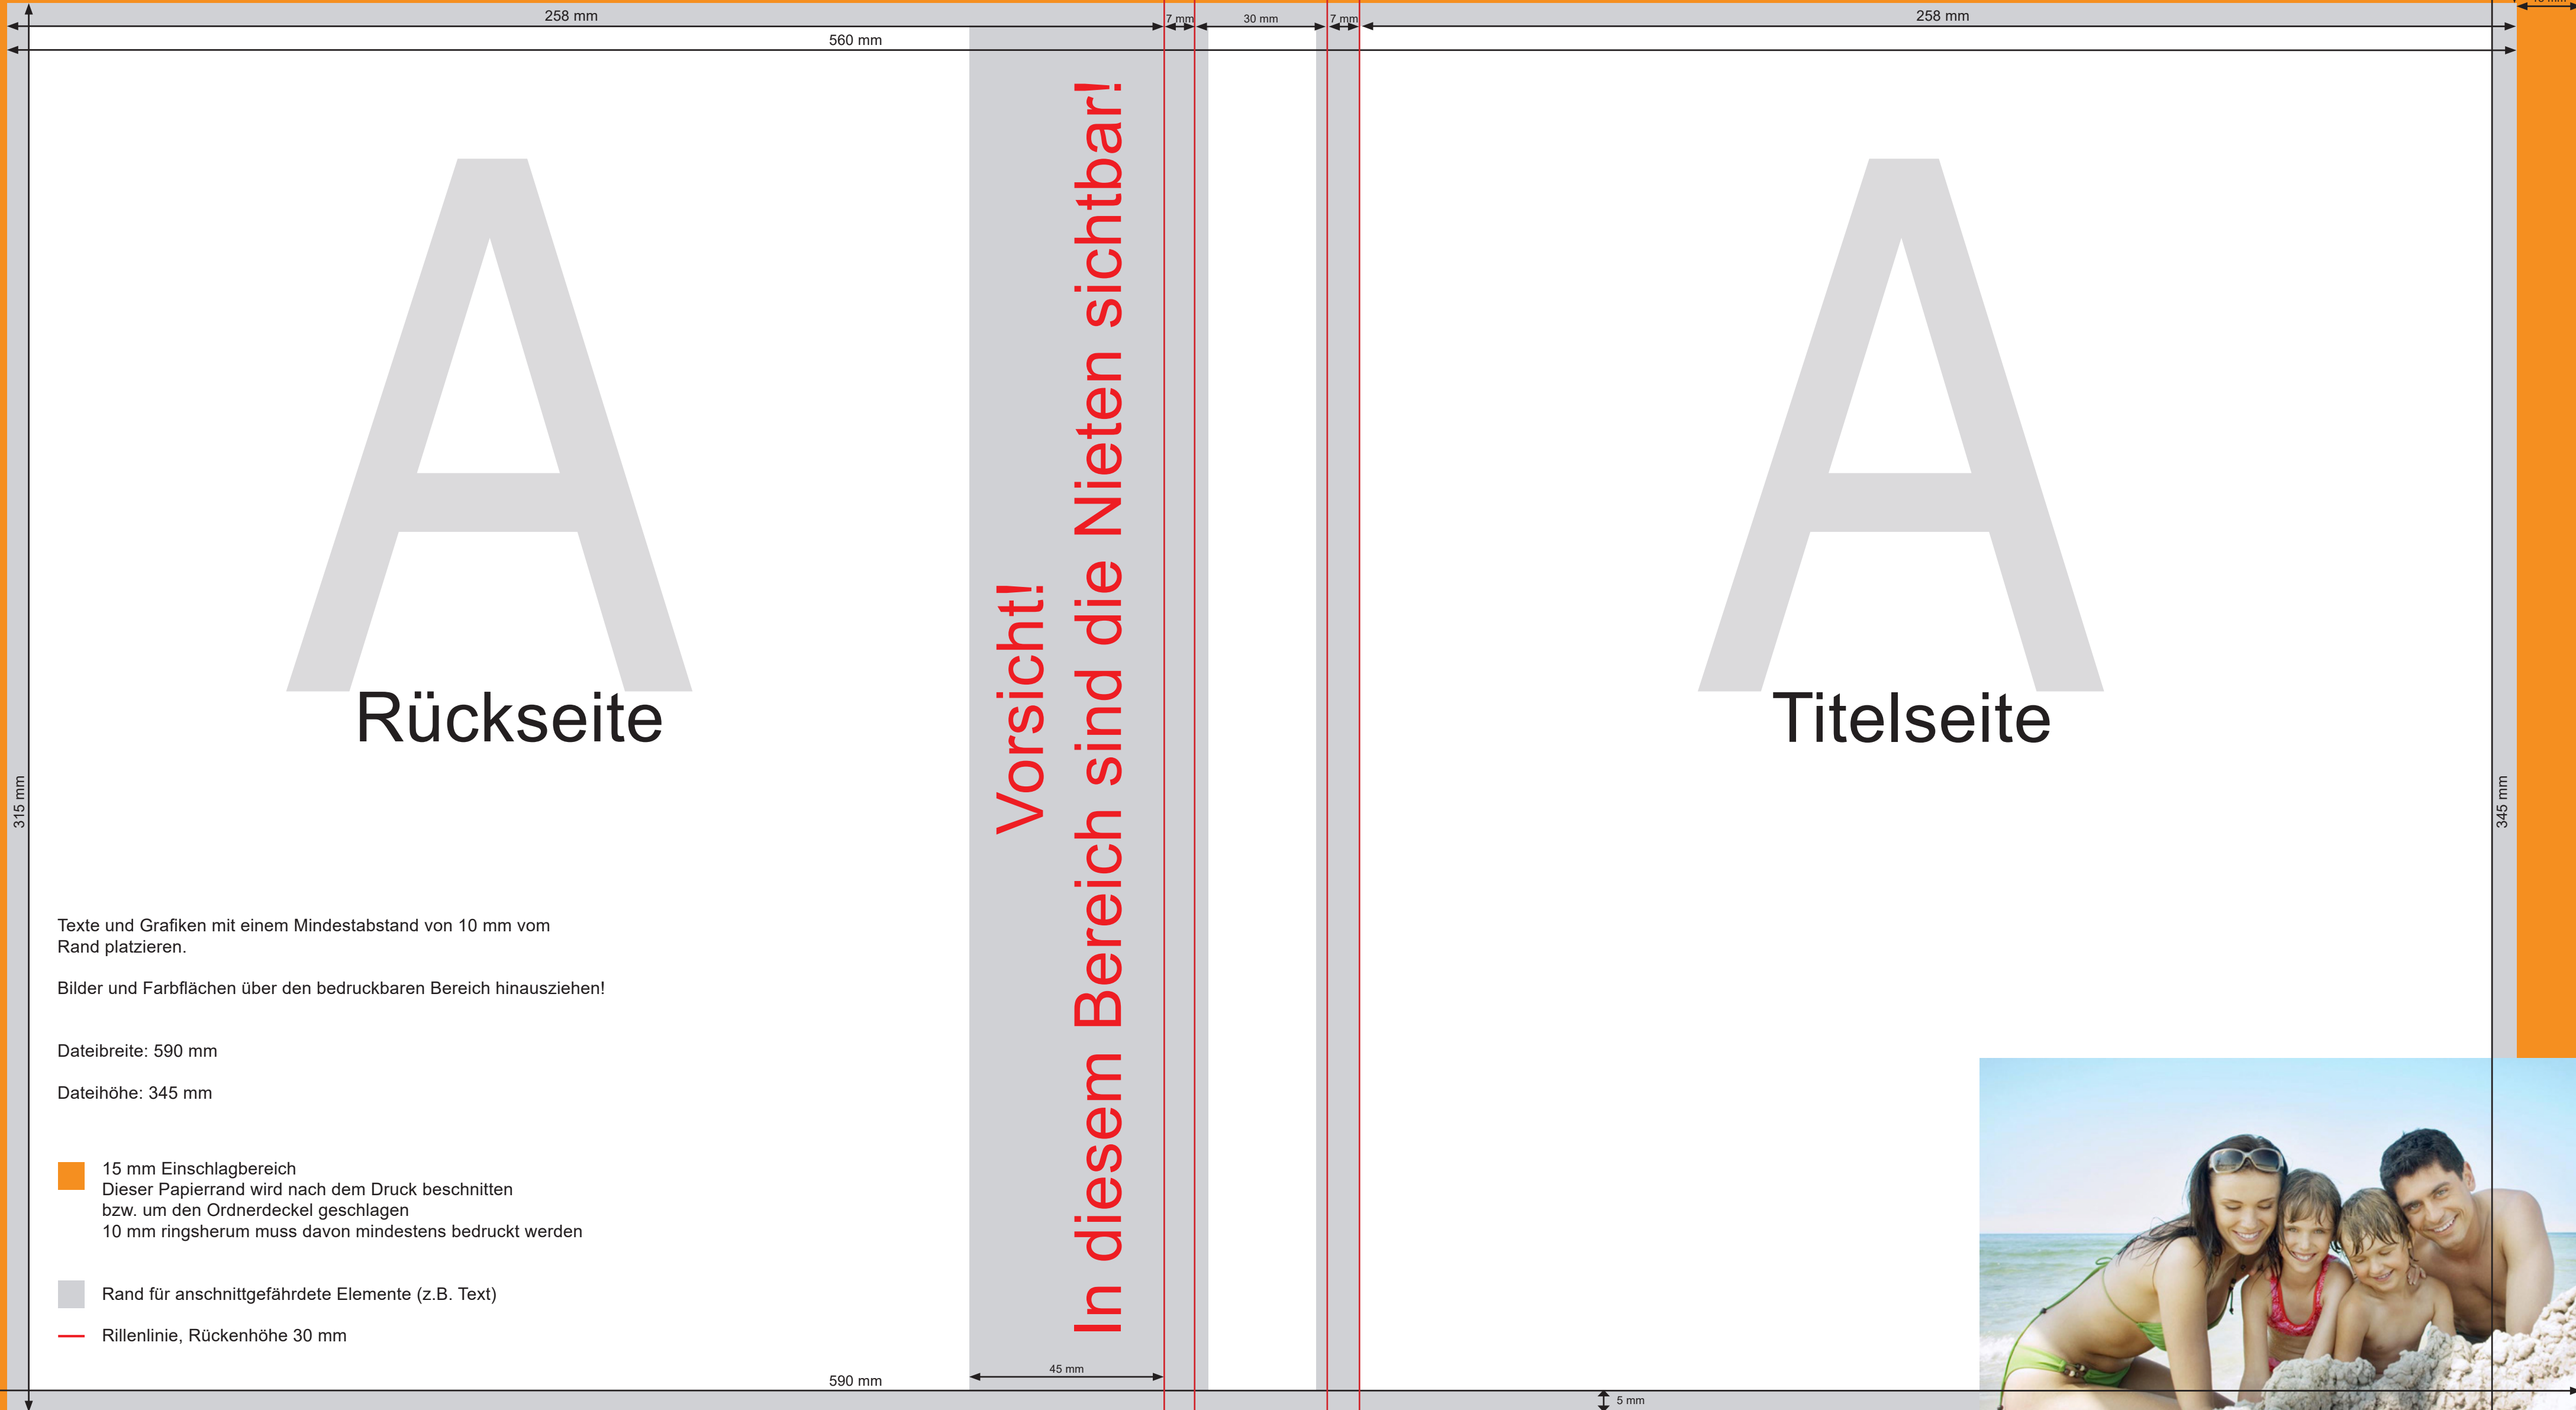 258 mm
7 mm
30 mm
7 mm
258 mm
560 mm
A
A
Rückseite
Titelseite
Vorsicht!
In diesem Bereich sind die Nieten sichtbar!
315 mm
345 mm
Texte und Grafiken mit einem Mindestabstand von 10 mm vom
Rand platzieren.
Bilder und Farbflächen über den bedruckbaren Bereich hinausziehen!
Dateibreite: 590 mm
Dateihöhe: 345 mm
15 mm Einschlagbereich
Dieser Papierrand wird nach dem Druck beschnitten
bzw. um den Ordnerdeckel geschlagen
10 mm ringsherum muss davon mindestens bedruckt werden
Rand für anschnittgefährdete Elemente (z.B. Text)
Rillenlinie, Rückenhöhe 30 mm
45 mm
590 mm
5 mm